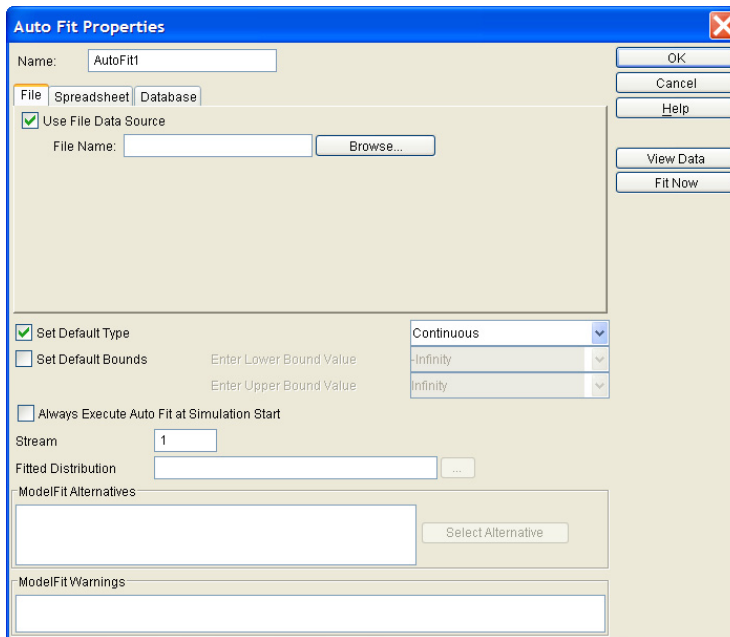 Auto Fit Properties
Name: AutoFit1
OK
Cancel
Help
View Data
Fit Now
File Spreadsheet Database
Use File Data Source
File Name: Browse...
Set Default Type Continuous
Set Default Bounds Enter Lower Bound Value -Infinity
Enter Upper Bound Value Infinity
Always Execute Auto Fit at Simulation Start
Stream 1
Fitted Distribution ...
ModelFit Alternatives
Select Alternative
ModelFit Warnings